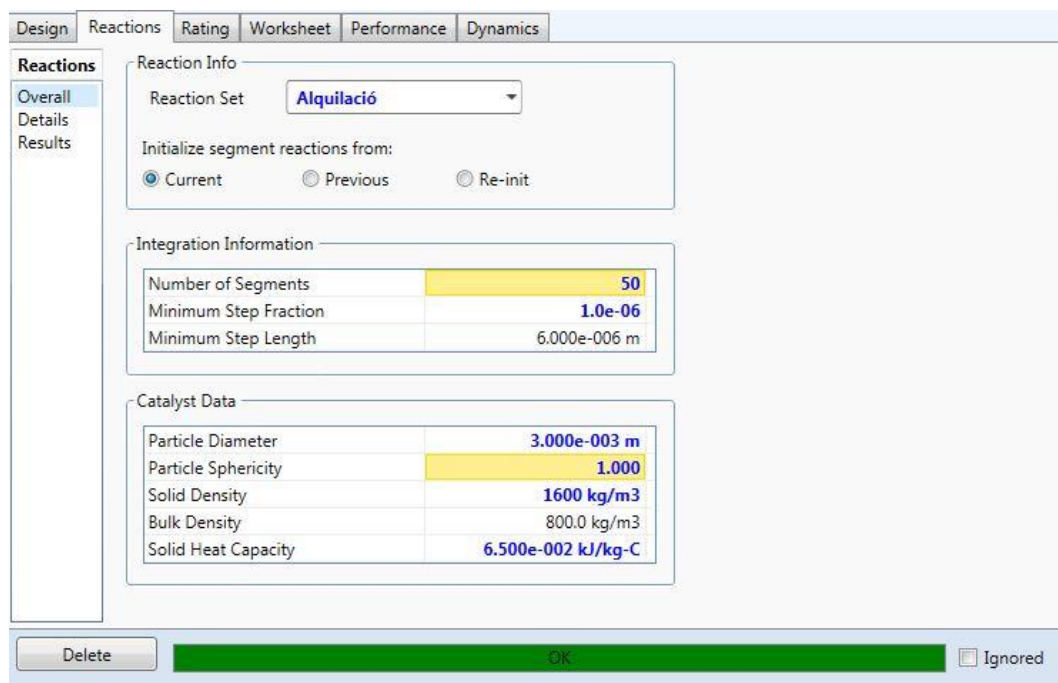 Design Reactions Rating Worksheet Performance Dynamics
Reactions
Overall
Details
Results
Reaction Info
Reaction Set Alquilació
Initialize segment reactions from:
Current Previous Re-init
Integration Information
Number of Segments 50
Minimum Step Fraction 1.0e-06
Minimum Step Length 6.000e-006 m
Catalyst Data
Particle Diameter 3.000e-003 m
Particle Sphericity 1.000
Solid Density 1600 kg/m3
Bulk Density 800.0 kg/m3
Solid Heat Capacity 6.500e-002 kJ/kg-C
Delete OK Ignored